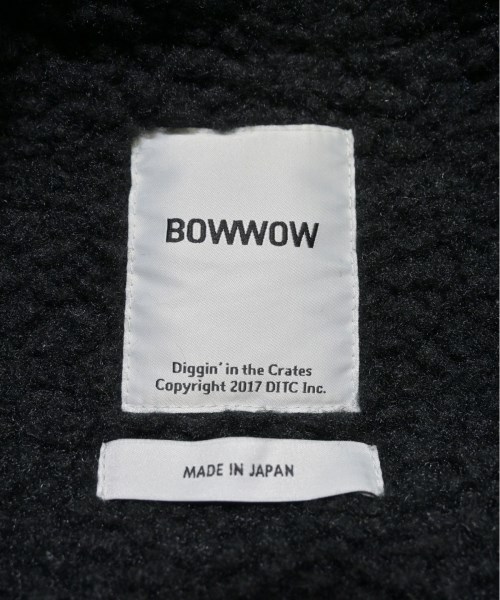 BOWWOW
Diggin' in the Crates
Copyright 2017 DITC Inc.
MADE IN JAPAN